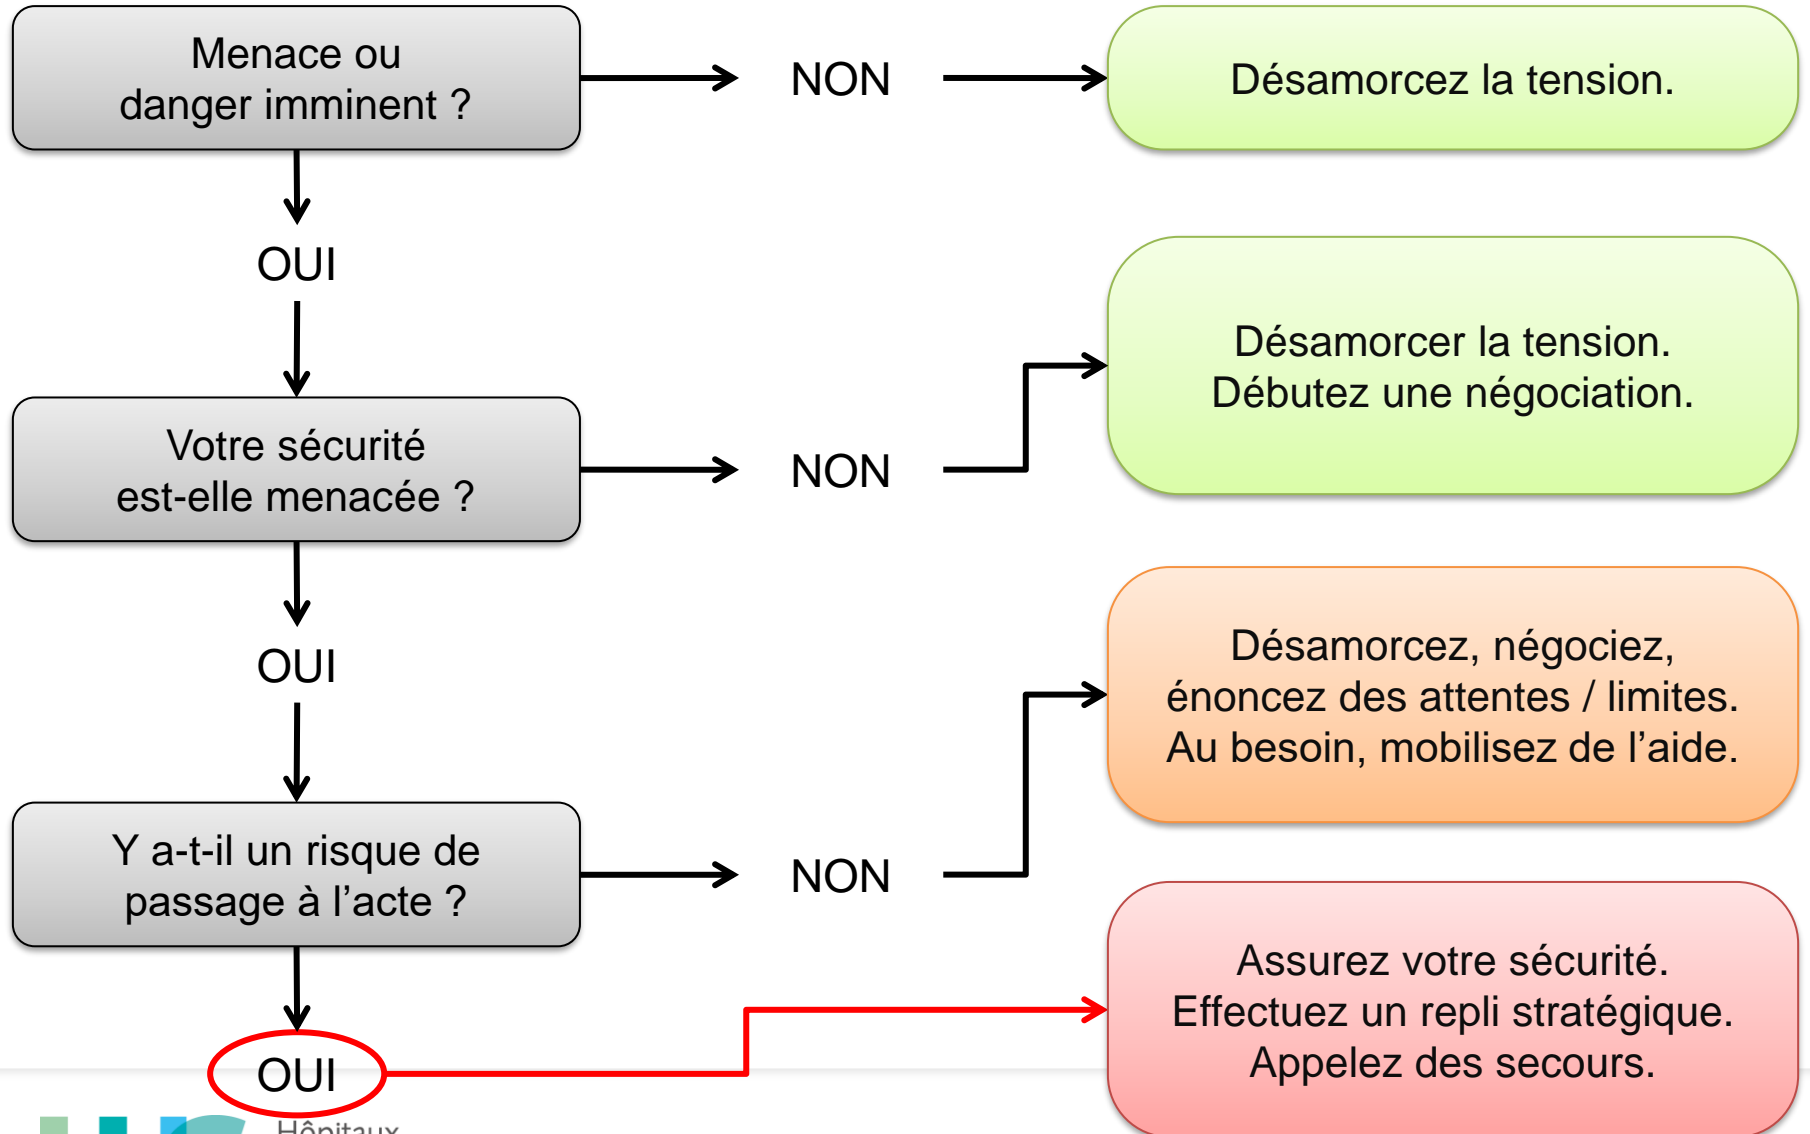 Menace ou
danger imminent ?
NON
Désamorcez la tension.
OUI
Votre sécurité
est-elle menacée ?
NON
Désamorcer la tension.
Débutez une négociation.
OUI
Y a-t-il un risque de
passage à l’acte ?
NON
Désamorcez, négociez,
énoncez des attentes / limites.
Au besoin, mobilisez de l’aide.
OUI
Assurez votre sécurité.
Effectuez un repli stratégique.
Appelez des secours.
Hôpitaux